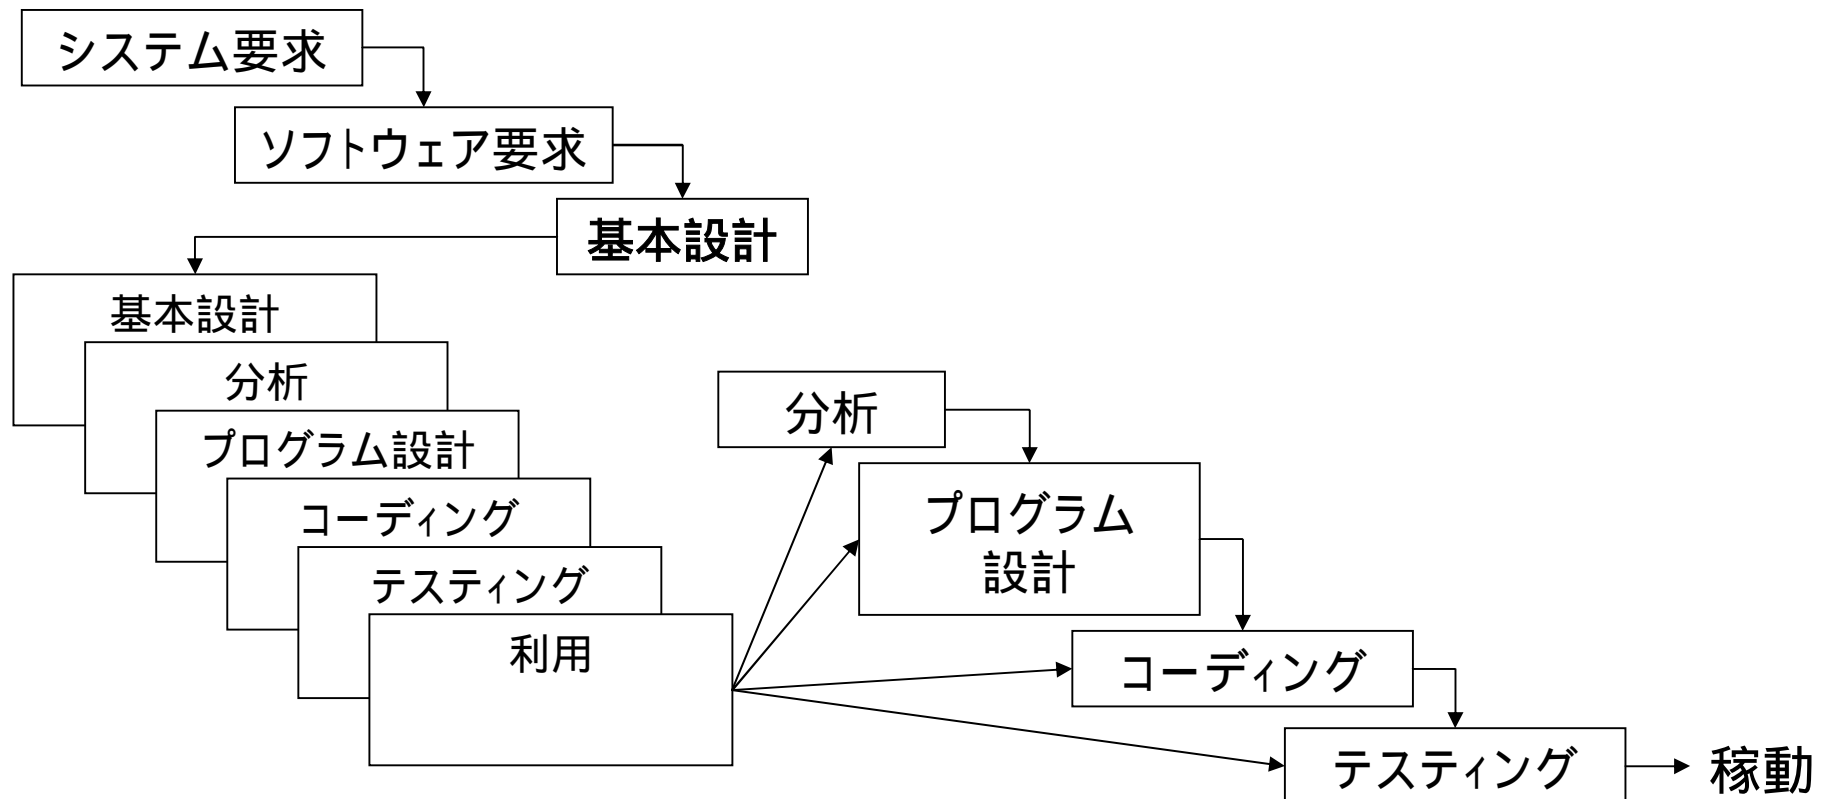 システム要求
ソフトウェア要求
基本設計
基本設計
分析
プログラム設計
コーディング
テスティング
利用
分析
プログラム
設計
コーディング
テスティング
稼動